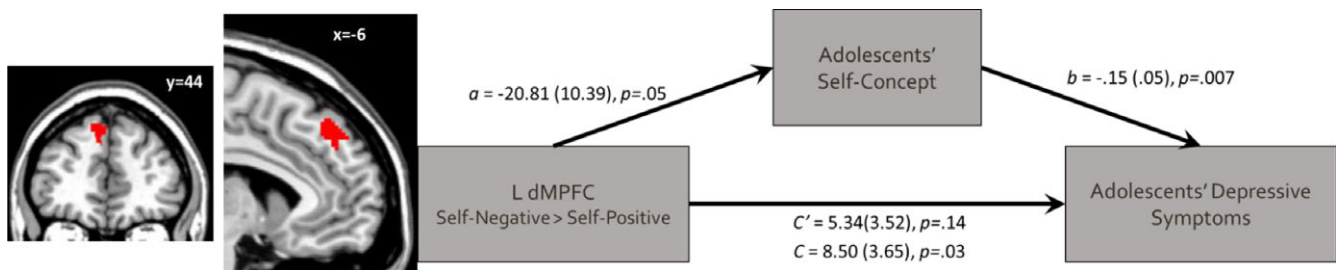 y=44
x=-6
a = -20.81 (10.39), p=.05
Adolescents'
Self-Concept
b = -.15 (.05), p=.007
L dMPFC
Self-Negative > Self-Positive
C' = 5.34(3.52), p=.14
C = 8.50 (3.65), p=.03
Adolescents' Depressive
Symptoms